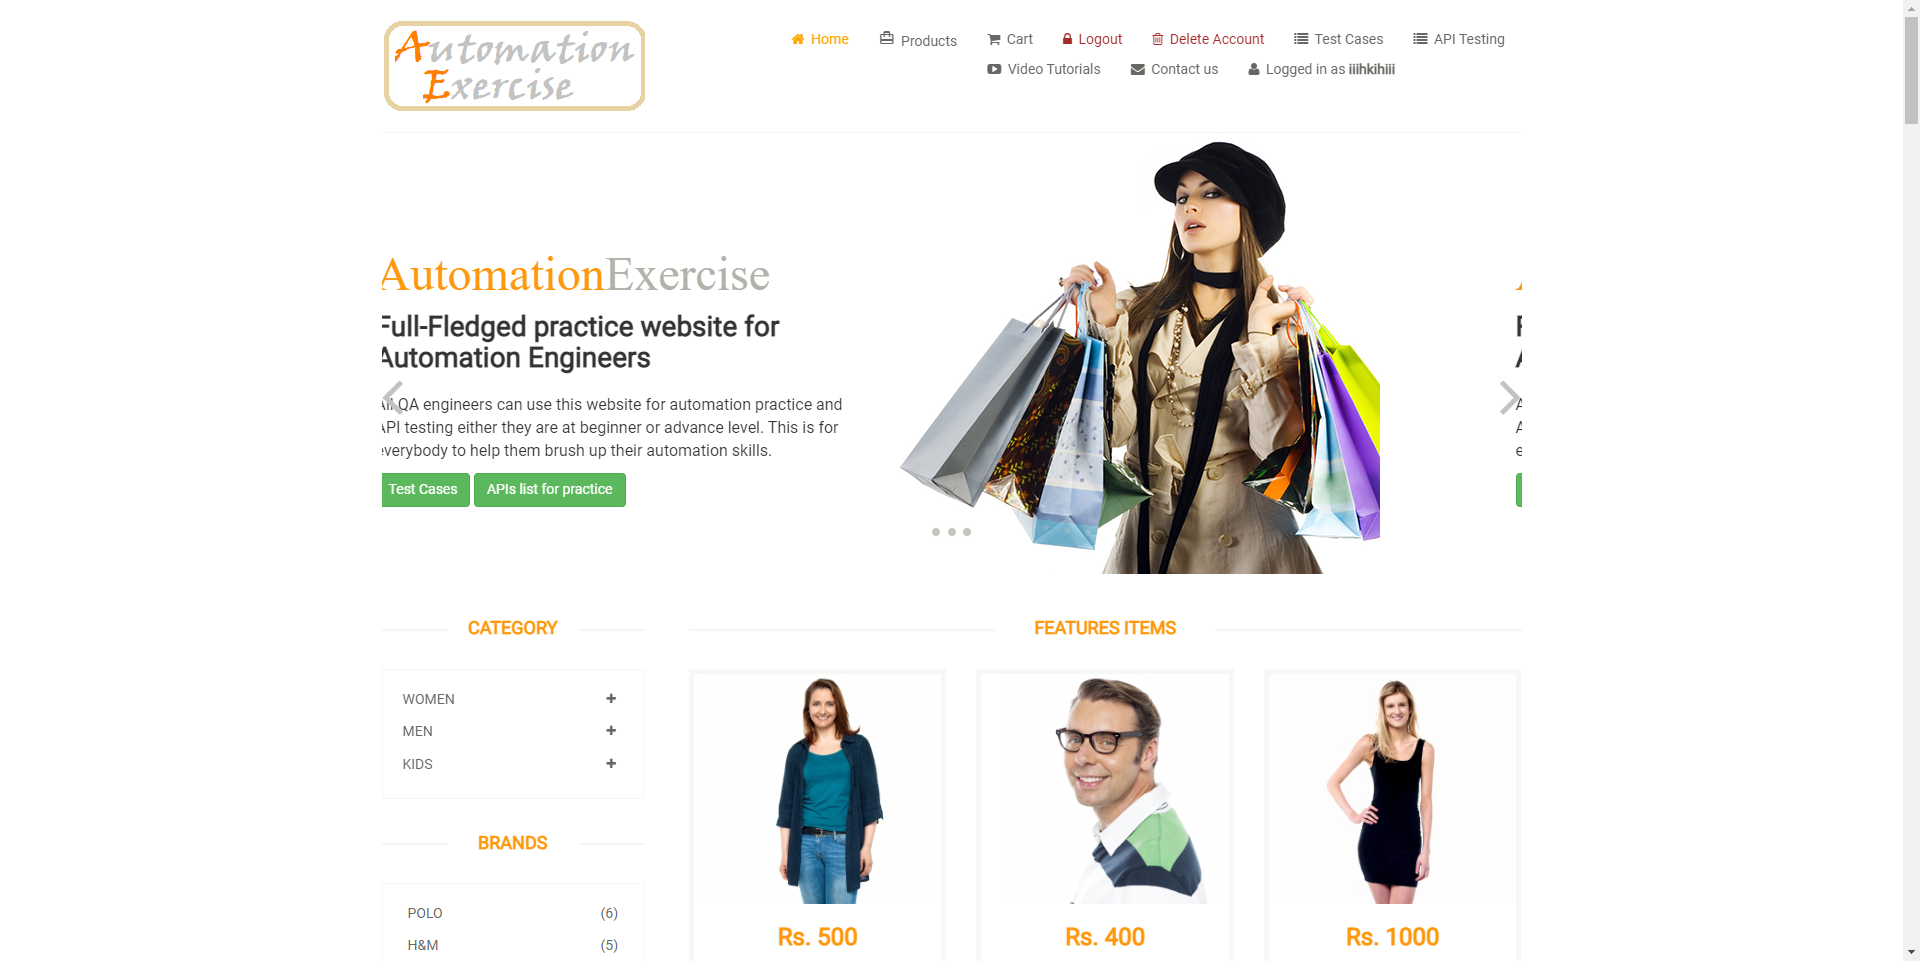 Automation
Exercise
Home Products Cart Logout Delete Account Test Cases API Testing
Video Tutorials Contact us Logged in as iiihkihiii
AutomationExercise
Full-Fledged practice website for
Automation Engineers
All QA engineers can use this website for automation practice and
API testing either they are at beginner or advance level. This is for
everybody to help them brush up their automation skills.
Test Cases APIs list for practice
CATEGORY
WOMEN
MEN
KIDS
BRANDS
POLO (6)
H&M (5)
FEATURES ITEMS
Rs. 500 Rs. 400 Rs. 1000